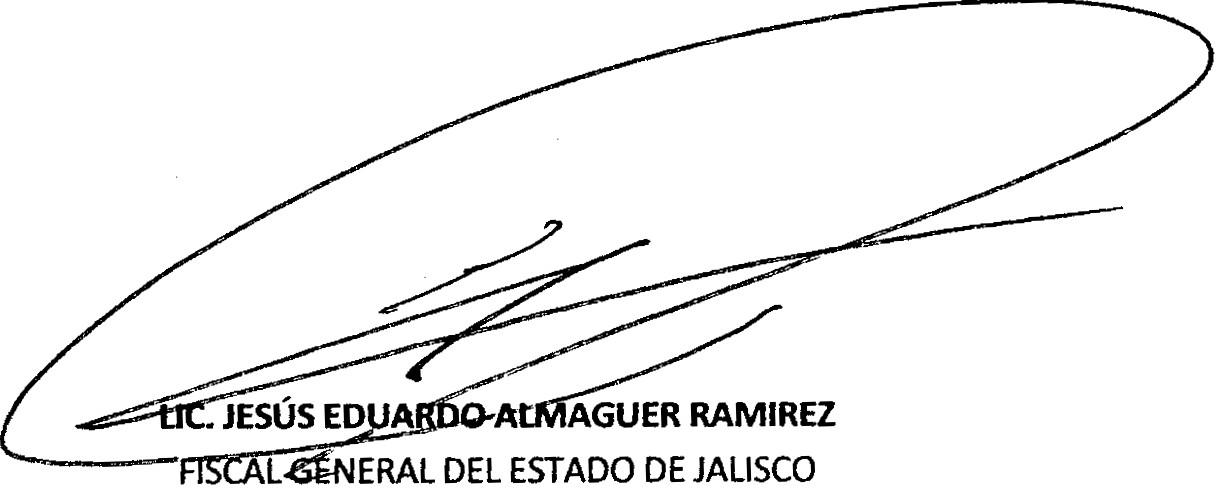 LIC. JESÚS EDUARDO ALMAGUER RAMIREZ
FISCAL GENERAL DEL ESTADO DE JALISCO